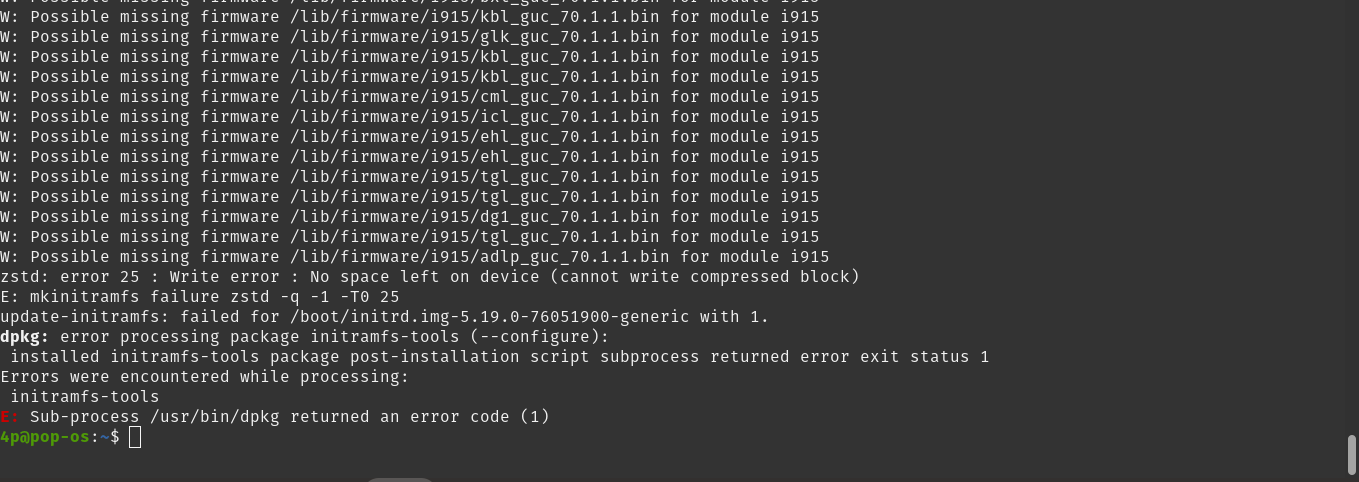 W: Possible missing firmware /lib/firmware/i915/bxt_guc_70.1.1.bin for module i915
W: Possible missing firmware /lib/firmware/i915/kbl_guc_70.1.1.bin for module i915
W: Possible missing firmware /lib/firmware/i915/glk_guc_70.1.1.bin for module i915
W: Possible missing firmware /lib/firmware/i915/kbl_guc_70.1.1.bin for module i915
W: Possible missing firmware /lib/firmware/i915/kbl_guc_70.1.1.bin for module i915
W: Possible missing firmware /lib/firmware/i915/cml_guc_70.1.1.bin for module i915
W: Possible missing firmware /lib/firmware/i915/icl_guc_70.1.1.bin for module i915
W: Possible missing firmware /lib/firmware/i915/ehl_guc_70.1.1.bin for module i915
W: Possible missing firmware /lib/firmware/i915/ehl_guc_70.1.1.bin for module i915
W: Possible missing firmware /lib/firmware/i915/tgl_guc_70.1.1.bin for module i915
W: Possible missing firmware /lib/firmware/i915/tgl_guc_70.1.1.bin for module i915
W: Possible missing firmware /lib/firmware/i915/dg1_guc_70.1.1.bin for module i915
W: Possible missing firmware /lib/firmware/i915/tgl_guc_70.1.1.bin for module i915
W: Possible missing firmware /lib/firmware/i915/adlp_guc_70.1.1.bin for module i915
zstd: error 25 : Write error : No space left on device (cannot write compressed block)
E: mkinitramfs failure zstd -q -1 -T0 25
update-initramfs: failed for /boot/initrd.img-5.19.0-76051900-generic with 1.
dpkg: error processing package initramfs-tools (--configure):
 installed initramfs-tools package post-installation script subprocess returned error exit status 1
Errors were encountered while processing:
 initramfs-tools
E: Sub-process /usr/bin/dpkg returned an error code (1)
4p@pop-os:~$